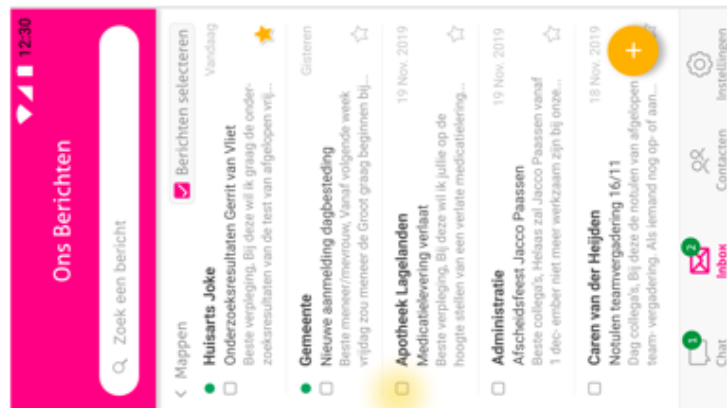 12:30
Ons Berichten
Zoek een bericht
Mappen
Berichten selecteren
Huisarts Joke
Vandaag
Onderzoeksresultaten Gerrit van Vliet
Beste verpleging, Bij deze wil ik graag de onder-
zoeksresultaten van de test van afgelopen vrij...
Gemeente
Gisteren
Nieuwe aanmelding dagbesteding
Beste meneer/mevrouw, Vanaf volgende week
vrijdag zou meneer de Groot graag beginnen bij...
Apotheek Lagelanden
19 Nov. 2019
Medicatielevering verlaat
Beste verpleging, Bij deze wil ik jullie op de
hoogte stellen van een verlate medicatielering...
Administratie
19 Nov. 2019
Afscheidsfeest Jacco Paassen
Beste collega's, Helaas zal Jacco Paassen vanaf
1 dec- ember niet meer werkzaam zijn bij onze...
Caren van der Heijden
18 Nov. 2019
Notulen teamvergadering 16/11
Dag collega's, Bij deze de notulen van afgelopen
team- vergadering. Als iemand nog op- of aan...
+
1
Chat
2
Inbox
Contacten
Instellingen